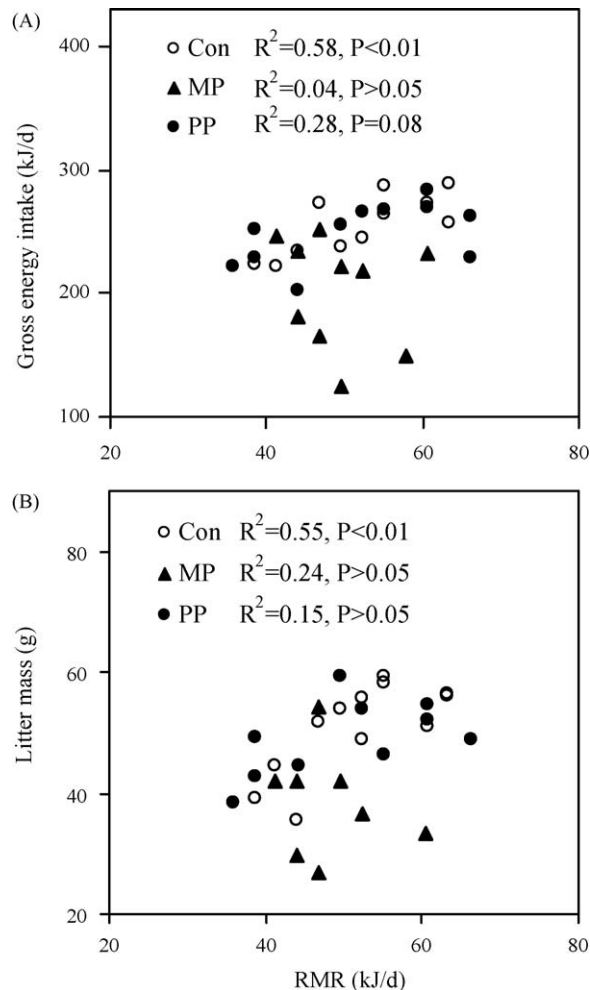 (A)
400
Con R²=0.58, P<0.01
MP R²=0.04, P>0.05
PP R²=0.28, P=0.08
300
Gross energy intake (kJ/d)
200
100
20 40 60 80
(B)
80
Con R²=0.55, P<0.01
MP R²=0.24, P>0.05
PP R²=0.15, P>0.05
60
Litter mass (g)
40
20
20 40 60 80
RMR (kJ/d)